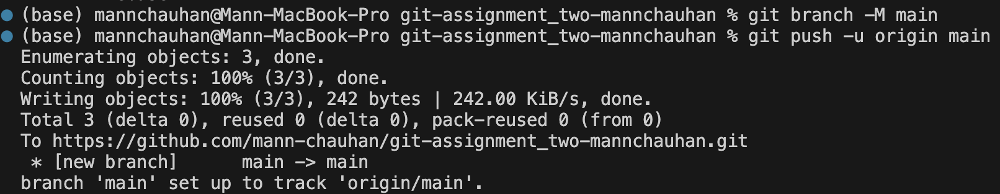 (base) mannchauhan@Mann-MacBook-Pro git-assignment_two-mannchauhan % git branch -M main
(base) mannchauhan@Mann-MacBook-Pro git-assignment_two-mannchauhan % git push -u origin main
Enumerating objects: 3, done.
Counting objects: 100% (3/3), done.
Writing objects: 100% (3/3), 242 bytes | 242.00 KiB/s, done.
Total 3 (delta 0), reused 0 (delta 0), pack-reused 0 (from 0)
To https://github.com/mann-chauhan/git-assignment_two-mannchauhan.git
 * [new branch]      main -> main
branch 'main' set up to track 'origin/main'.